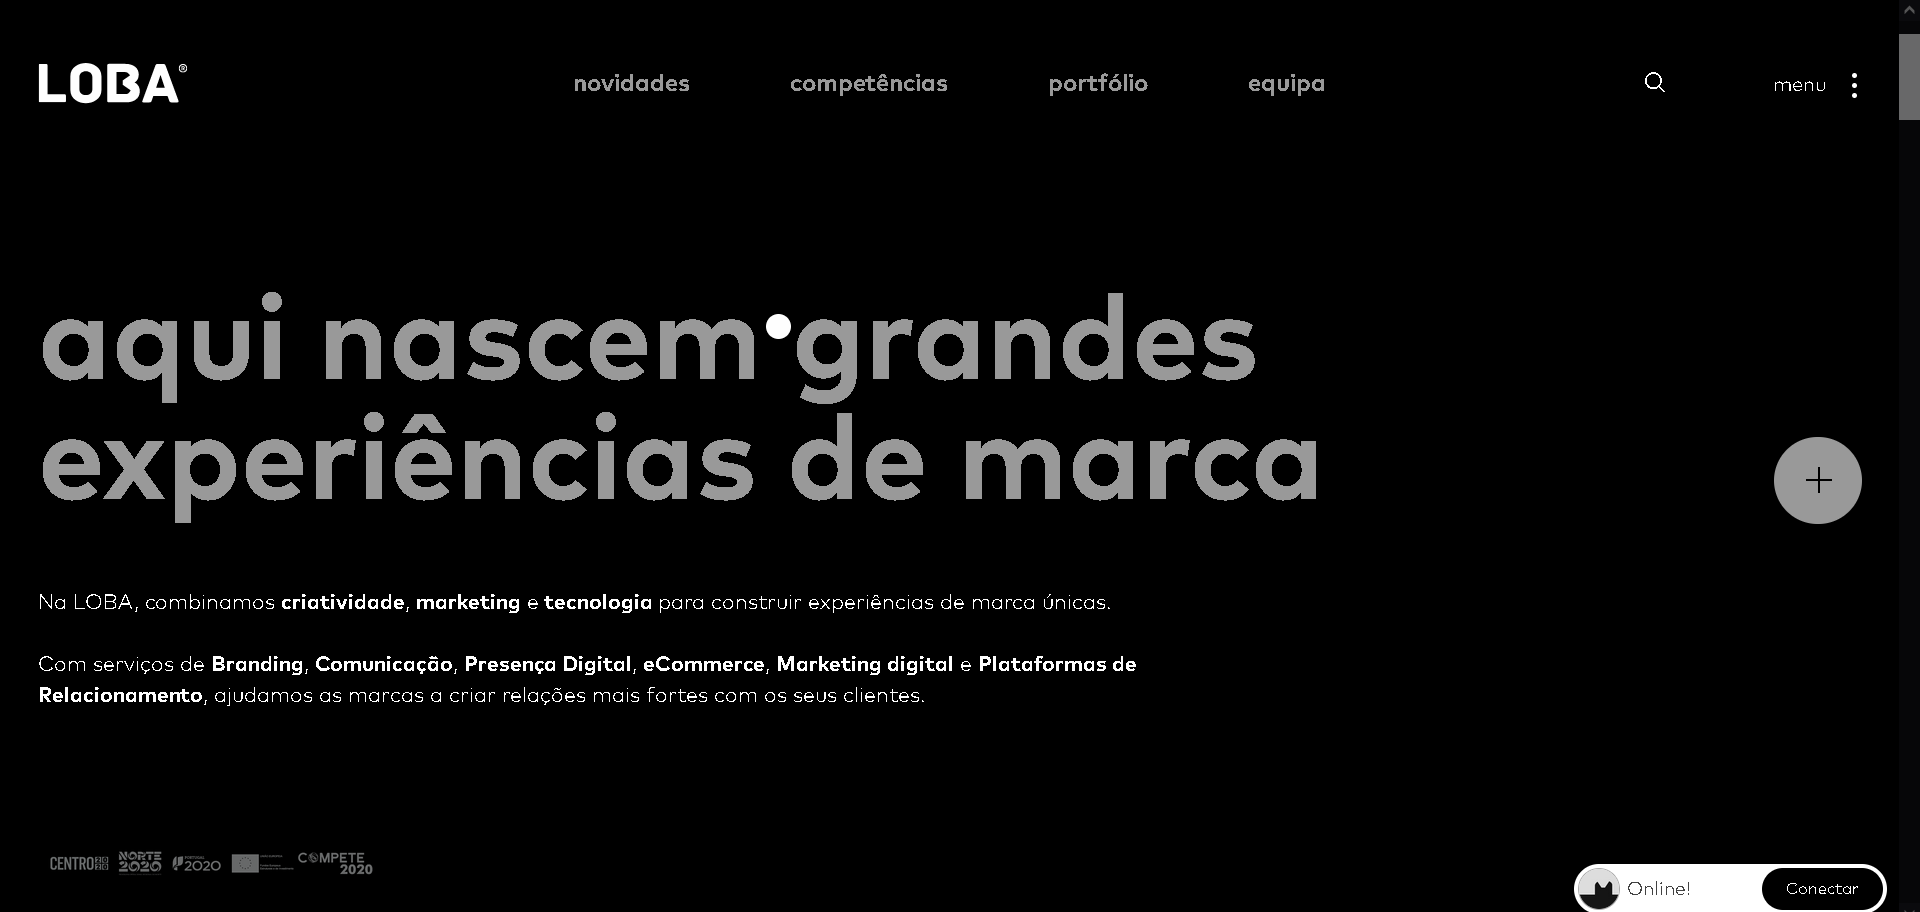 LOBA®
novidades competências portfólio equipa menu
aqui nascem grandes
experiências de marca
Na LOBA, combinamos criatividade, marketing e tecnologia para construir experiências de marca únicas.
Com serviços de Branding, Comunicação, Presença Digital, eCommerce, Marketing digital e Plataformas de
Relacionamento, ajudamos as marcas a criar relações mais fortes com os seus clientes.
CENTRO 2020 NORTE 2020 PORTUGAL 2020 COMPETE 2020
Online! Conectar